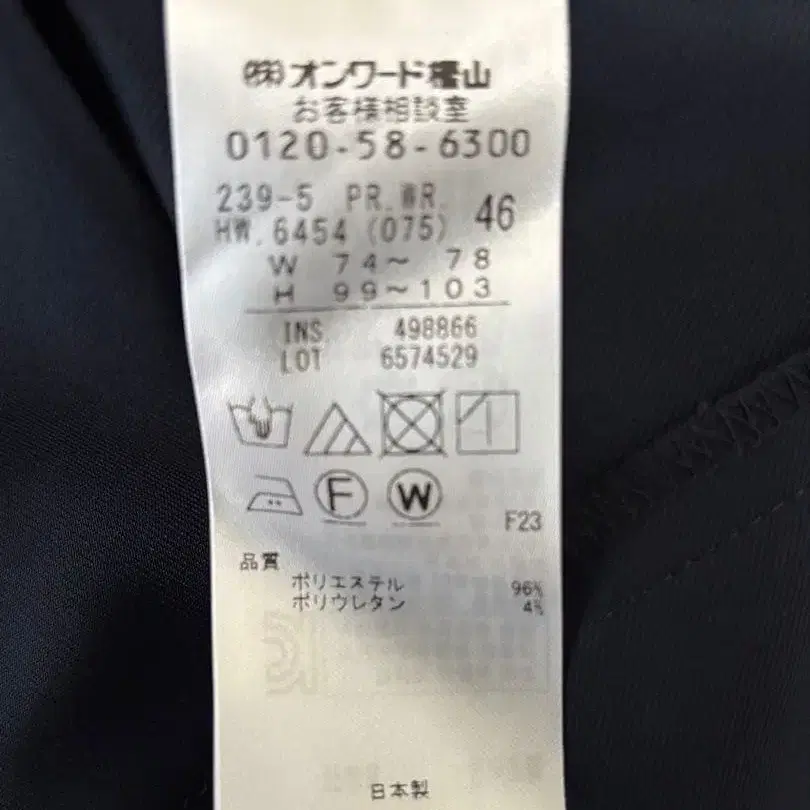 ㈱オンワード樫山
お客様相談室
0120-58-6300
239-5 PR.WR. 46
HW.6454 (075)
W 74～ 78
H 99～103
INS 498866
LOT 6574529
F
W
F23
品質
ポリエステル 96%
ポリウレタン 4%
日本製